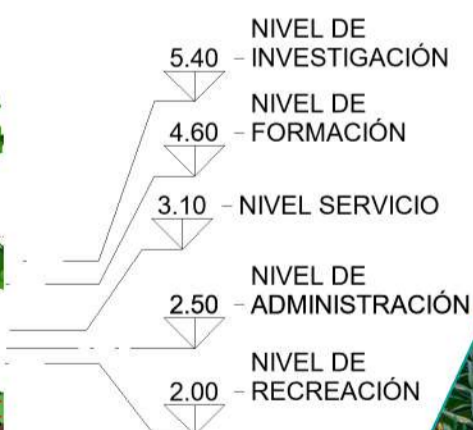 NIVEL DE
5.40 - INVESTIGACIÓN
NIVEL DE
4.60 - FORMACIÓN
3.10 - NIVEL SERVICIO
NIVEL DE
2.50 - ADMINISTRACIÓN
NIVEL DE
2.00 - RECREACIÓN